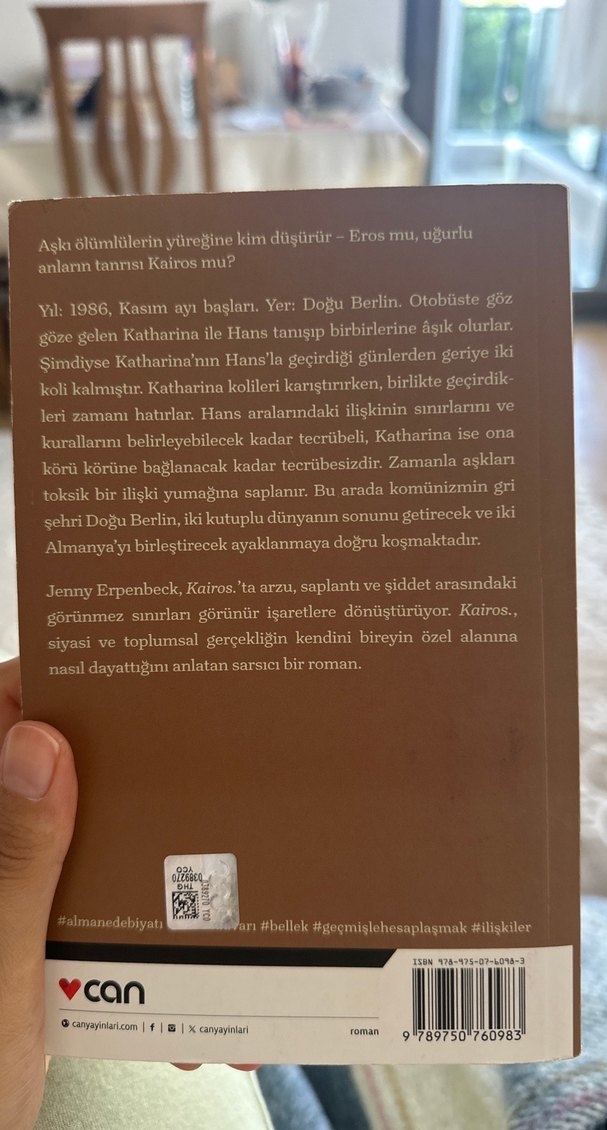 Aşkı ölümlülerin yüreğine kim düşürür – Eros mu, uğurlu
anların tanrısı Kairos mu?
Yıl: 1986, Kasım ayı başları. Yer: Doğu Berlin. Otobüste göz
göze gelen Katharina ile Hans tanışıp birbirlerine âşık olurlar.
Şimdiyse Katharina’nın Hans’la geçirdiği günlerden geriye iki
koli kalmıştır. Katharina kolileri karıştırırken, birlikte geçirdik-
leri zamanı hatırlar. Hans aralarındaki ilişkinin sınırlarını ve
kurallarını belirleyebilecek kadar tecrübeli, Katharina ise ona
körü körüne bağlanacak kadar tecrübesizdir. Zamanla aşkları
toksik bir ilişki yumağına saplanır. Bu arada komünizmin gri
şehri Doğu Berlin, iki kutuplu dünyanın sonunu getirecek ve iki
Almanya’yı birleştirecek ayaklanmaya doğru koşmaktadır.
Jenny Erpenbeck, Kairos.’ta arzu, saplantı ve şiddet arasındaki
görünmez sınırları görünür işaretlere dönüştürüyor. Kairos.,
siyasi ve toplumsal gerçekliğin kendini bireyin özel alanına
nasıl dayattığını anlatan sarsıcı bir roman.
YCO
0389270
THG
0389270 YCO
#almanedebiyatı #bellek #geçmişlehesaplaşmak #ilişkiler
ISBN 978-975-07-6098-3
can
canyayinlari.com | f | X canyayinlari
roman
9 789750 760983